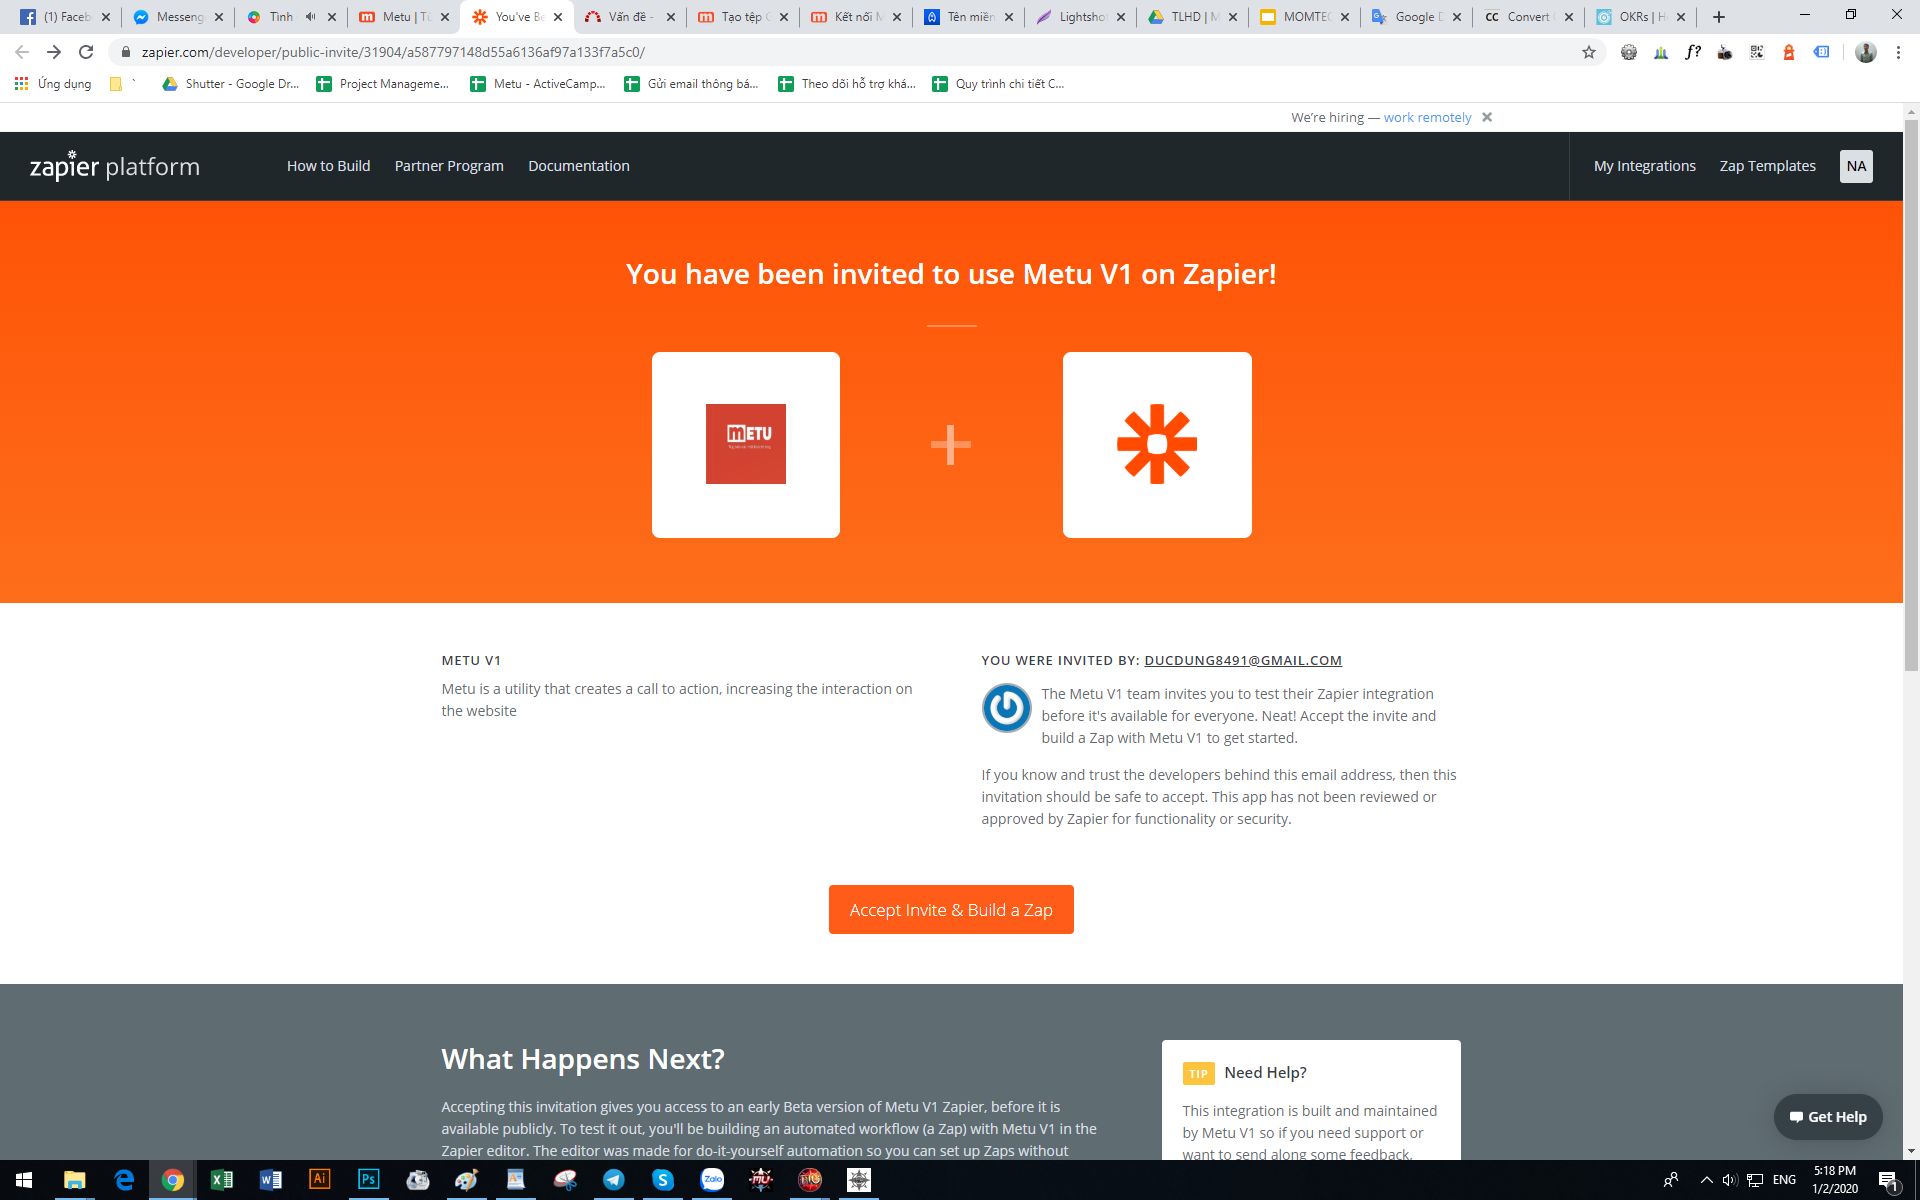 (1) Faceb
Messeng
Tình
Metu | Tă
You've Be
Vấn đề -
Tạo tệp
Kết nối M
Tên miền
Lightshot
TLHD | M
MOMTEC
Google D
CC Convert
OKRs | H
zapier.com/developer/public-invite/31904/a587797148d55a6136af97a133f7a5c0/
f?
Ứng dụng
Shutter - Google Dr...
Project Manageme...
Metu - ActiveCamp...
Gửi email thông bá...
Theo dõi hỗ trợ khá...
Quy trình chi tiết C...
We're hiring — work remotely
zapier platform
How to Build
Partner Program
Documentation
My Integrations
Zap Templates
NA
You have been invited to use Metu V1 on Zapier!
METU
METU V1
Metu is a utility that creates a call to action, increasing the interaction on
the website
YOU WERE INVITED BY: DUCDUNG8491@GMAIL.COM
The Metu V1 team invites you to test their Zapier integration
before it's available for everyone. Neat! Accept the invite and
build a Zap with Metu V1 to get started.
If you know and trust the developers behind this email address, then this
invitation should be safe to accept. This app has not been reviewed or
approved by Zapier for functionality or security.
Accept Invite & Build a Zap
What Happens Next?
Accepting this invitation gives you access to an early Beta version of Metu V1 Zapier, before it is
available publicly. To test it out, you'll be building an automated workflow (a Zap) with Metu V1 in the
Zapier editor. The editor was made for do-it-yourself automation so you can set up Zaps without
TIP Need Help?
This integration is built and maintained
by Metu V1 so if you need support or
want to send along some feedback,
Get Help
Ai
Ps
Zalo
MU
ENG
5:18 PM
1/2/2020
1